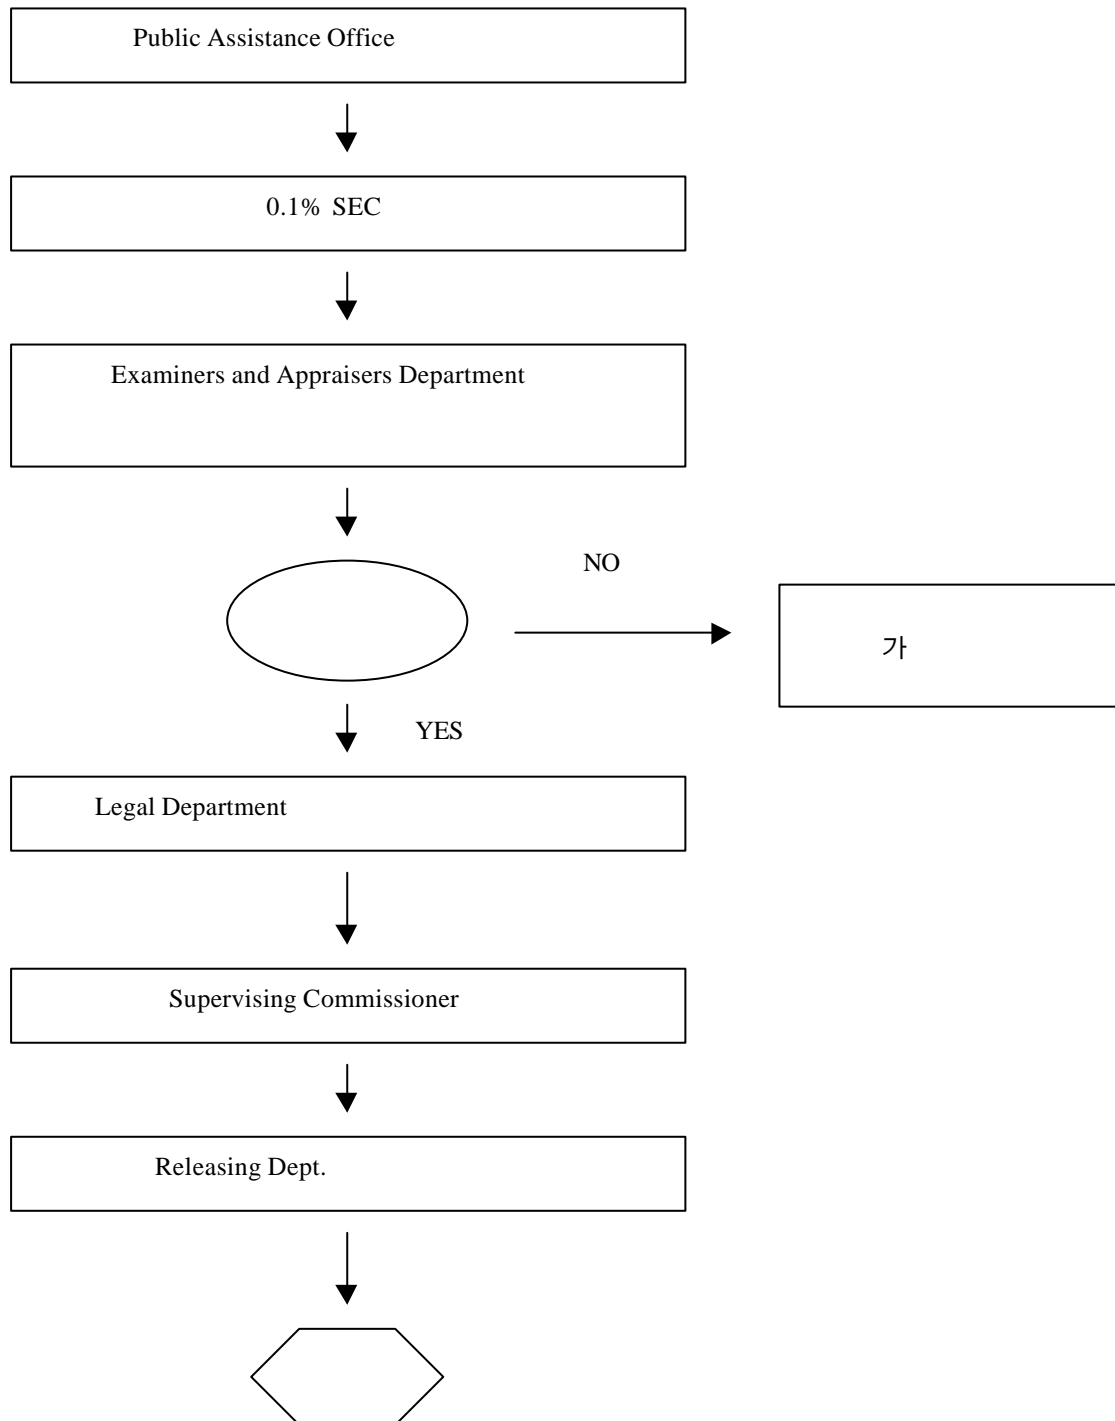 Public Assistance Office
0.1% SEC
Examiners and Appraisers Department
NO
가
YES
Legal Department
Supervising Commissioner
Releasing Dept.